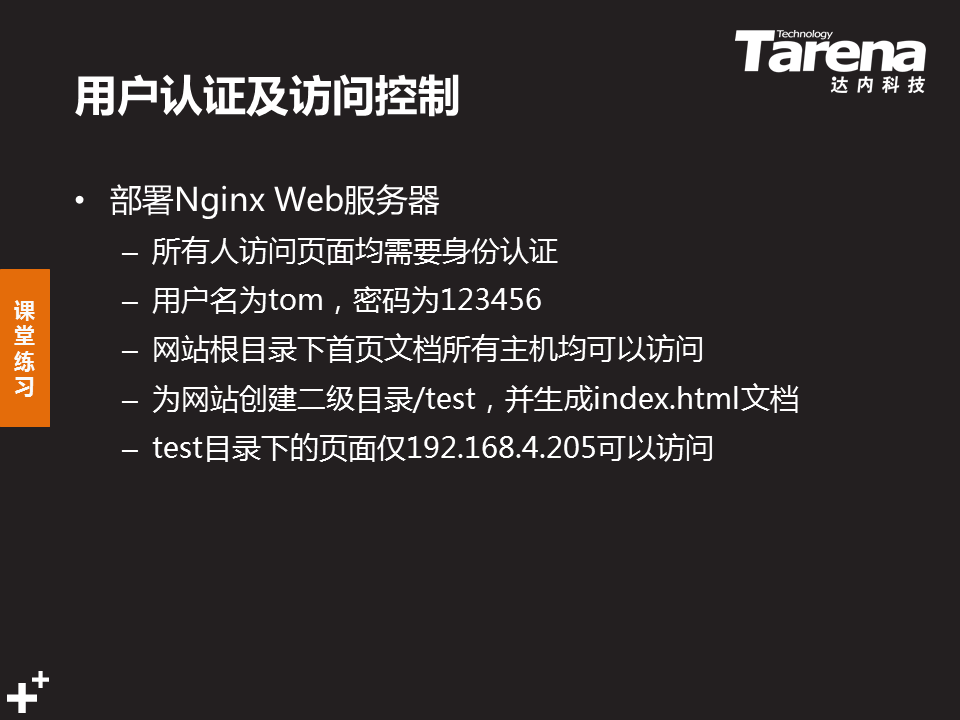 Technology
Tarena
达内科技
用户认证及访问控制
• 部署Nginx Web服务器
– 所有人访问页面均需要身份认证
– 用户名为tom，密码为123456
– 网站根目录下首页文档所有主机均可以访问
– 为网站创建二级目录/test，并生成index.html文档
– test目录下的页面仅192.168.4.205可以访问
课
堂
练
习